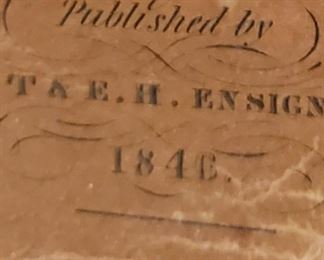 Published by
T & E. H. ENSIGN
1846.